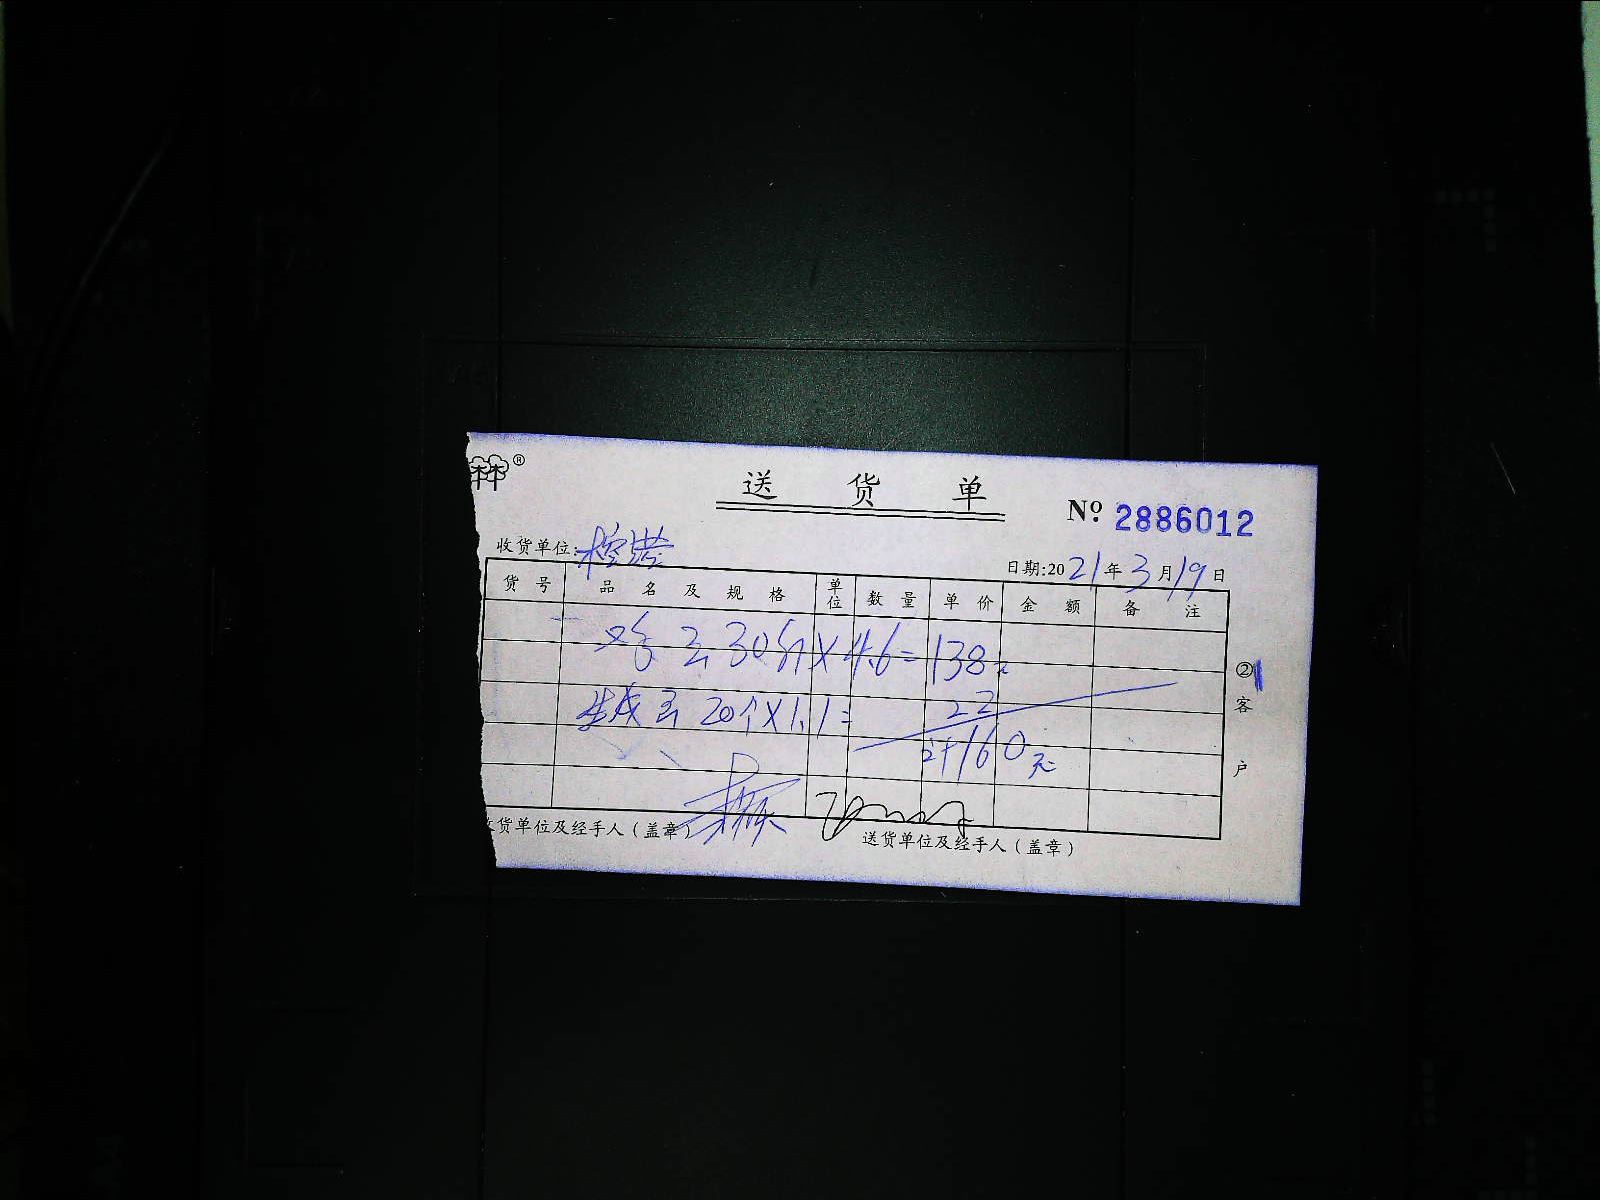 ®
送 货 单
№ 2886012
收货单位:
日期:2021年3月19日
货 号 品 名 及 规 格 单位 数 量 单 价 金 额 备 注
鸡蛋30斤×4.6=138元
20个×1.1= 22
计160元
②客户
货单位及经手人(盖章) 送货单位及经手人(盖章)